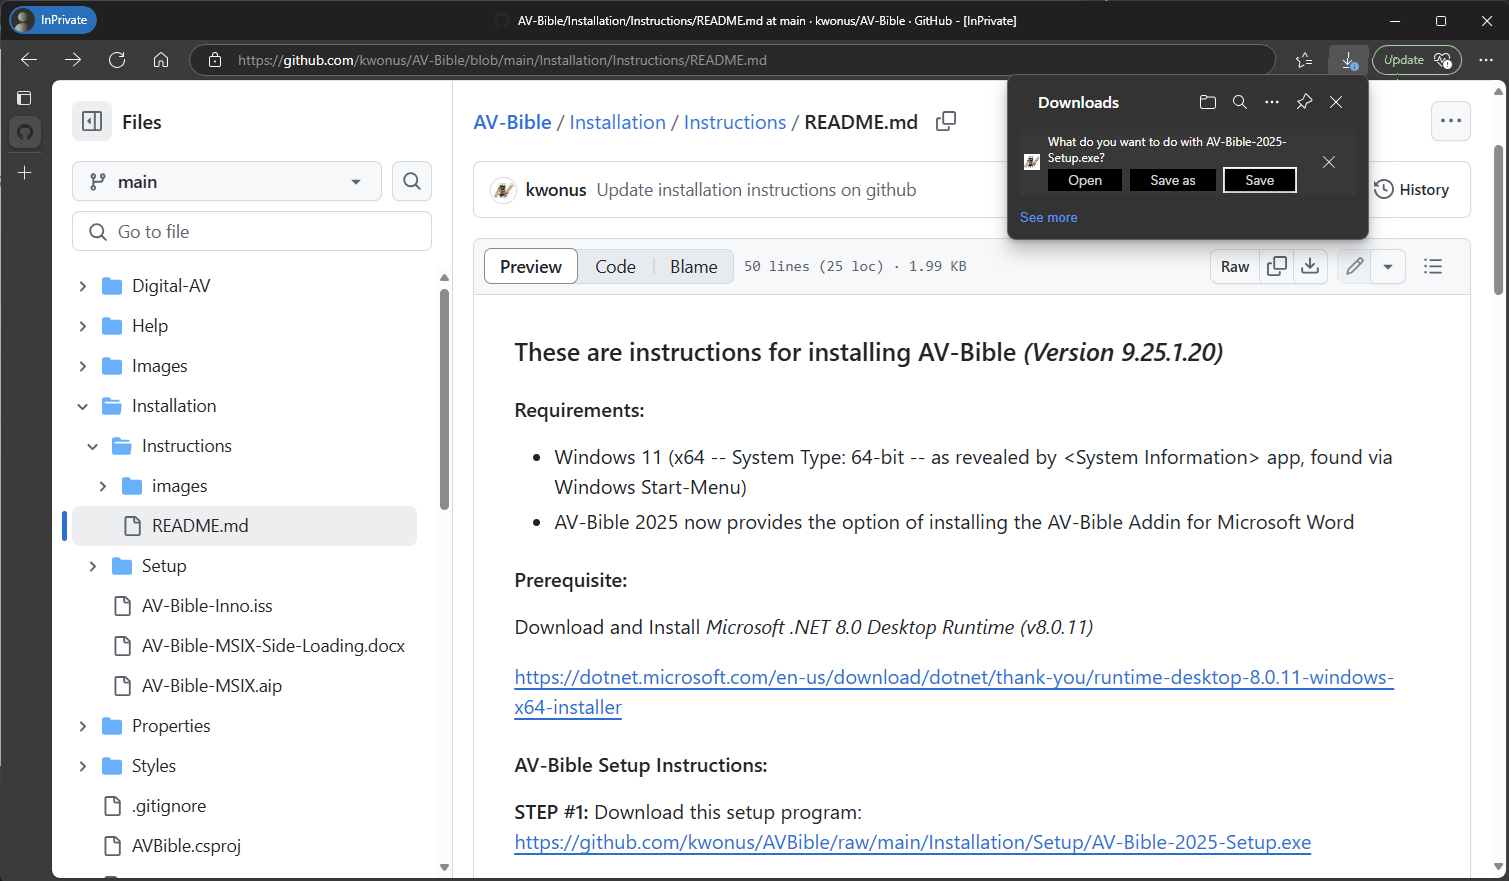 InPrivate
AV-Bible/Installation/Instructions/README.md at main · kwonus/AV-Bible · GitHub - [InPrivate]
https://github.com/kwonus/AV-Bible/blob/main/Installation/Instructions/README.md
Update
Downloads
What do you want to do with AV-Bible-2025-
Setup.exe?
Open
Save as
Save
See more
Files
main
Go to file
Digital-AV
Help
Images
Installation
Instructions
images
README.md
Setup
AV-Bible-Inno.iss
AV-Bible-MSIX-Side-Loading.docx
AV-Bible-MSIX.aip
Properties
Styles
.gitignore
AVBible.csproj
AV-Bible / Installation / Instructions / README.md
kwonus Update installation instructions on github
History
Preview
Code
Blame
50 lines (25 loc) · 1.99 KB
Raw
These are instructions for installing AV-Bible (Version 9.25.1.20)
Requirements:
• Windows 11 (x64 -- System Type: 64-bit -- as revealed by <System Information> app, found via
Windows Start-Menu)
• AV-Bible 2025 now provides the option of installing the AV-Bible Addin for Microsoft Word
Prerequisite:
Download and Install Microsoft .NET 8.0 Desktop Runtime (v8.0.11)
https://dotnet.microsoft.com/en-us/download/dotnet/thank-you/runtime-desktop-8.0.11-windows-
x64-installer
AV-Bible Setup Instructions:
STEP #1: Download this setup program:
https://github.com/kwonus/AVBible/raw/main/Installation/Setup/AV-Bible-2025-Setup.exe